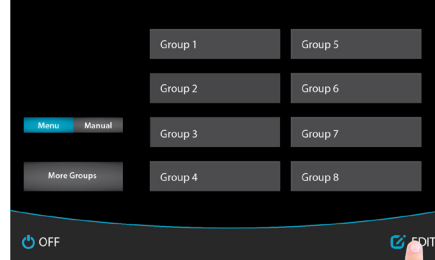 Group 1
Group 5
Group 2
Group 6
Menu
Manual
Group 3
Group 7
More Groups
Group 4
Group 8
OFF
EDIT